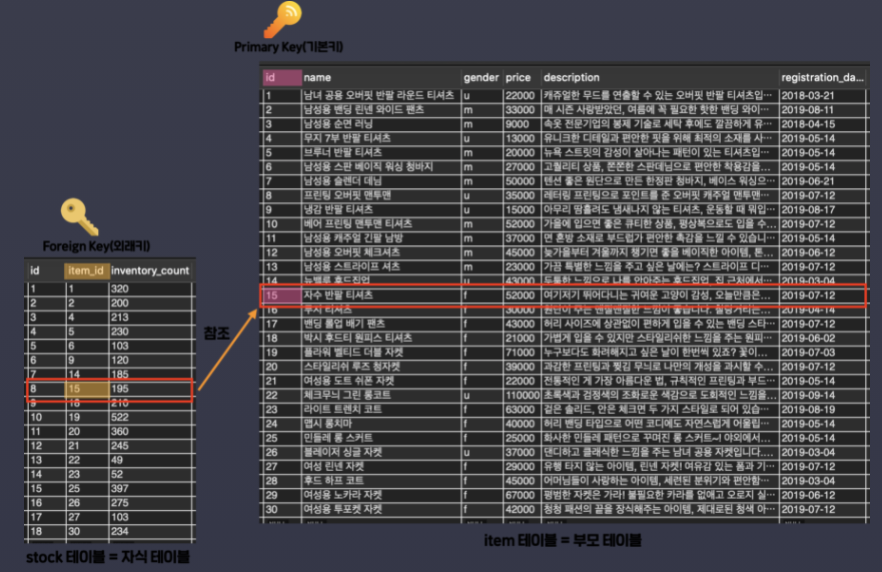 Primary Key(기본키)
id name gender price description registration_da...
1 남녀 공용 오버핏 반팔 라운드 티셔츠 u 22000 캐쥬얼한 무드를 연출할 수 있는 오버핏 반팔 티셔츠입... 2018-03-21
2 남성용 밴딩 린넨 와이드 팬츠 m 33000 매 시즌 사랑받았던, 여름에 꼭 필요한 핫한 밴딩 와이... 2019-08-11
3 남성용 순면 러닝 m 9000 속옷 전문기업의 봉제 기술로 세탁 후에도 깔끔하게 유... 2018-04-15
4 무지 7부 반팔 티셔츠 u 13000 유니크한 디테일과 편안한 핏을 위해 최적의 소재를 사... 2019-05-14
5 브루너 반팔 티셔츠 m 20000 뉴욕 스트릿의 감성이 살아나는 패턴이 있는 티셔츠입... 2019-05-14
6 남성용 스판 베이직 워싱 청바지 m 27000 고퀄리티 상품, 쫀쫀한 스판데님으로 편안한 착용감을... 2019-05-14
7 남성용 슬렌더 데님 m 50000 텐션 좋은 원단으로 만든 한정판 청바지, 베이스 워싱으... 2019-06-21
8 프린팅 오버핏 맨투맨 u 35000 레터링 프린팅으로 포인트를 준 오버핏 캐주얼 맨투맨... 2019-07-12
9 냉감 반팔 티셔츠 u 15000 아무리 땀흘려도 냄새나지 않는 티셔츠, 운동할 때 뭐입... 2019-08-17
10 베어 프린팅 맨투맨 티셔츠 m 52000 가을에 입으면 좋은 큐티한 상품, 평상복으로도 입을 수... 2019-07-12
11 남성용 캐주얼 긴팔 남방 m 37000 면 혼방 소재로 부드럽가 편안한 촉감을 느낄 수 있습니... 2019-05-14
12 남성용 오버핏 체크셔츠 m 45000 늦가을부터 겨울까지 챙기면 좋을 베이직한 아이템, 톤... 2019-06-12
13 남성용 스트라이프 셔츠 m 23000 가끔 특별한 느낌을 주고 싶은 날에는? 스트라이프 디... 2019-07-12
14 뉴밸류 후드집업 u 43000 두툼한 느낌으로 나를 안아주는 후드집업, 집 근처에서... 2019-03-04
15 자수 반팔 티셔츠 f 52000 여기저기 뛰어다니는 귀여운 고양이 감성, 오늘만큼은... 2019-07-12
16 무지 티셔츠 f 30000 2019-04-14
17 밴딩 롤업 배기 팬츠 f 43000 허리 사이즈에 상관없이 편하게 입을 수 있는 밴딩 스타... 2019-07-12
18 박시 후드티 원피스 티셔츠 f 21000 가볍게 입을 수 있지만 스타일리쉬한 느낌을 주는 원피... 2019-06-02
19 플라워 벨티드 더블 자켓 f 71000 누구보다도 화려해지고 싶은 날이 한번씩 있죠? 꽃이... 2019-07-03
20 스타일리쉬 루즈 청자켓 f 39000 과감한 프린팅과 찢김 무늬로 나만의 개성을 과시할 수... 2019-07-12
21 여성용 도트 쉬폰 자켓 f 22000 전통적인 게 가장 아름다운 법, 규칙적인 프린팅과 부드... 2019-05-14
22 체크무늬 그린 롱코트 u 110000 초록색과 검정색의 조화로운 색감으로 도회적인 느낌을... 2019-09-14
23 라이트 트렌치 코트 f 63000 겉은 솔리드, 안은 체크면 두 가지 스타일로 되어 있습... 2019-08-19
24 랩시 롱치마 f 40000 허리 밴딩 타입으로 어떤 코디에도 자연스럽게 어울립... 2019-05-14
25 민들레 롱 스커트 f 25000 화사한 민들레 패턴으로 꾸며진 롱 스커트~! 야외에서... 2019-05-14
26 블레이저 싱글 자켓 u 37000 댄디하고 클래식한 느낌을 주는 남녀 공용 자켓입니다.... 2019-03-04
27 여성 린넨 자켓 f 29000 유행 타지 않는 아이템, 린넨 자켓! 여유감 있는 폼과 기... 2019-07-12
28 후드 하프 코트 f 45000 어머님들이 사랑하는 아이템, 세련된 분위기와 편안함... 2019-03-04
29 여성용 노카라 자켓 f 67000 평범한 자켓은 가라! 불필요한 카라를 없애고 오로지 실... 2019-06-12
30 여성용 투포켓 자켓 f 42000 청청 패션의 끝을 장식해주는 아이템, 제대로된 청색 아... 2019-07-12
item 테이블 = 부모 테이블
Foreign Key(외래키)
id item_id inventory_count
1 1 320
2 2 200
3 4 213
4 5 230
5 6 103
6 9 120
7 14 185
8 15 195
9 18 210
10 19 522
11 20 360
12 21 245
13 22 49
14 23 52
15 25 397
16 26 275
17 27 103
18 30 234
stock 테이블 = 자식 테이블
참조